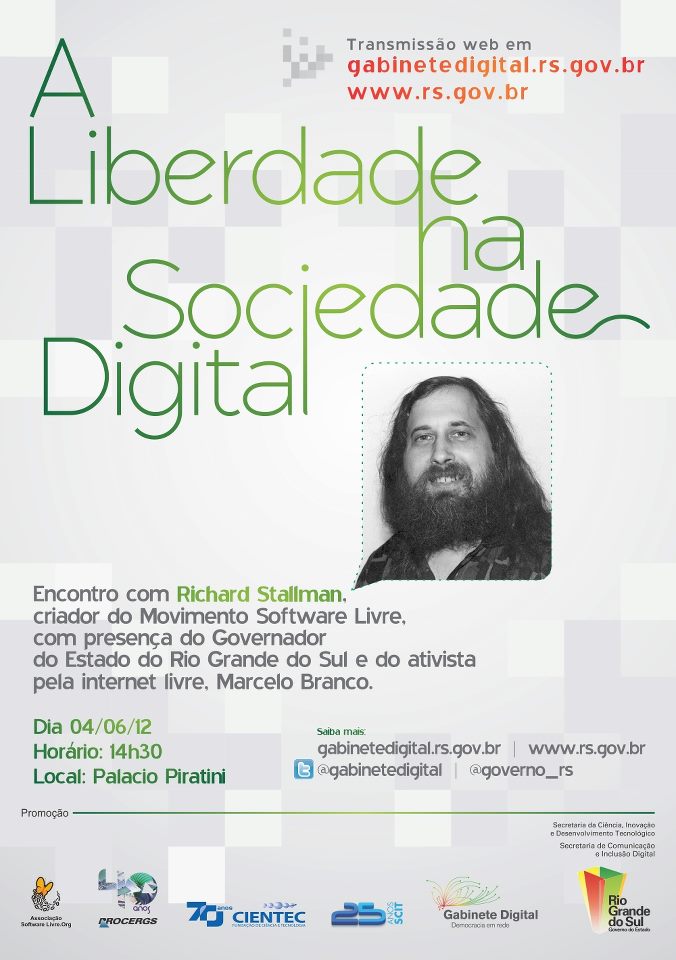 Transmissão web em
gabinetedigital.rs.gov.br
www.rs.gov.br
A
Liberdade
na
Sociedade
Digital
Encontro com Richard Stallman,
criador do Movimento Software Livre,
com presença do Governador
do Estado do Rio Grande do Sul e do ativista
pela internet livre, Marcelo Branco.
Dia 04/06/12
Horário: 14h30
Local: Palacio Piratini
Saiba mais:
gabinetedigital.rs.gov.br | www.rs.gov.br
@gabinetedigital | @governo_rs
Promoção
Secretaria da Ciência, Inovação
e Desenvolvimento Tecnológico
Secretaria de Comunicação
e Inclusão Digital
Associação
Software Livre.Org
40
anos
PROCERGS
70 anos
CIENTEC
FUNDAÇÃO DE CIÊNCIA E TECNOLOGIA
25 ANOS
SCIT
Gabinete Digital
Democracia em rede
Rio
Grande
do Sul
Governo do Estado